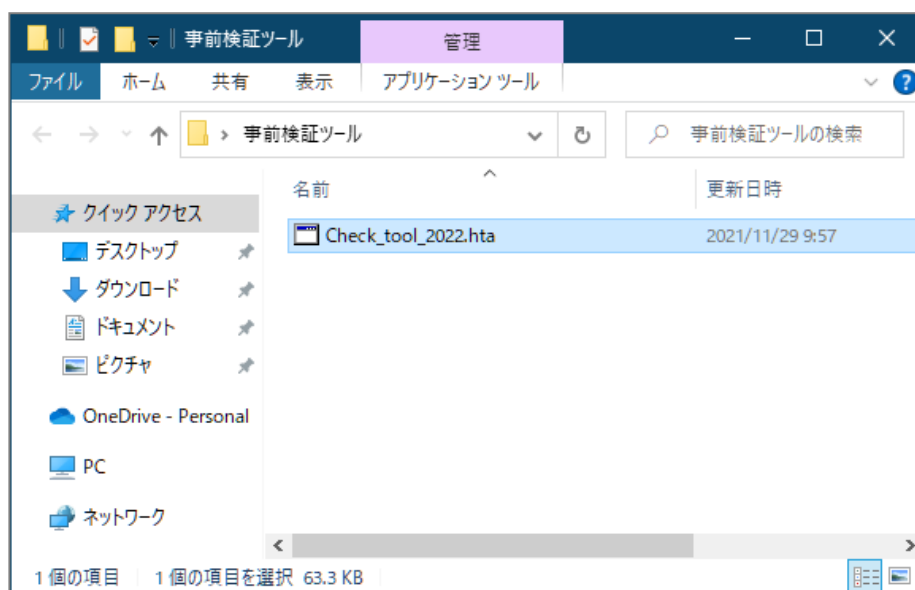 事前検証ツール
管理
ファイル ホーム 共有 表示 アプリケーション ツール
事前検証ツール
事前検証ツールの検索
名前
更新日時
クイック アクセス
Check_tool_2022.hta
2021/11/29 9:57
デスクトップ
ダウンロード
ドキュメント
ピクチャ
OneDrive - Personal
PC
ネットワーク
1 個の項目 1 個の項目を選択 63.3 KB